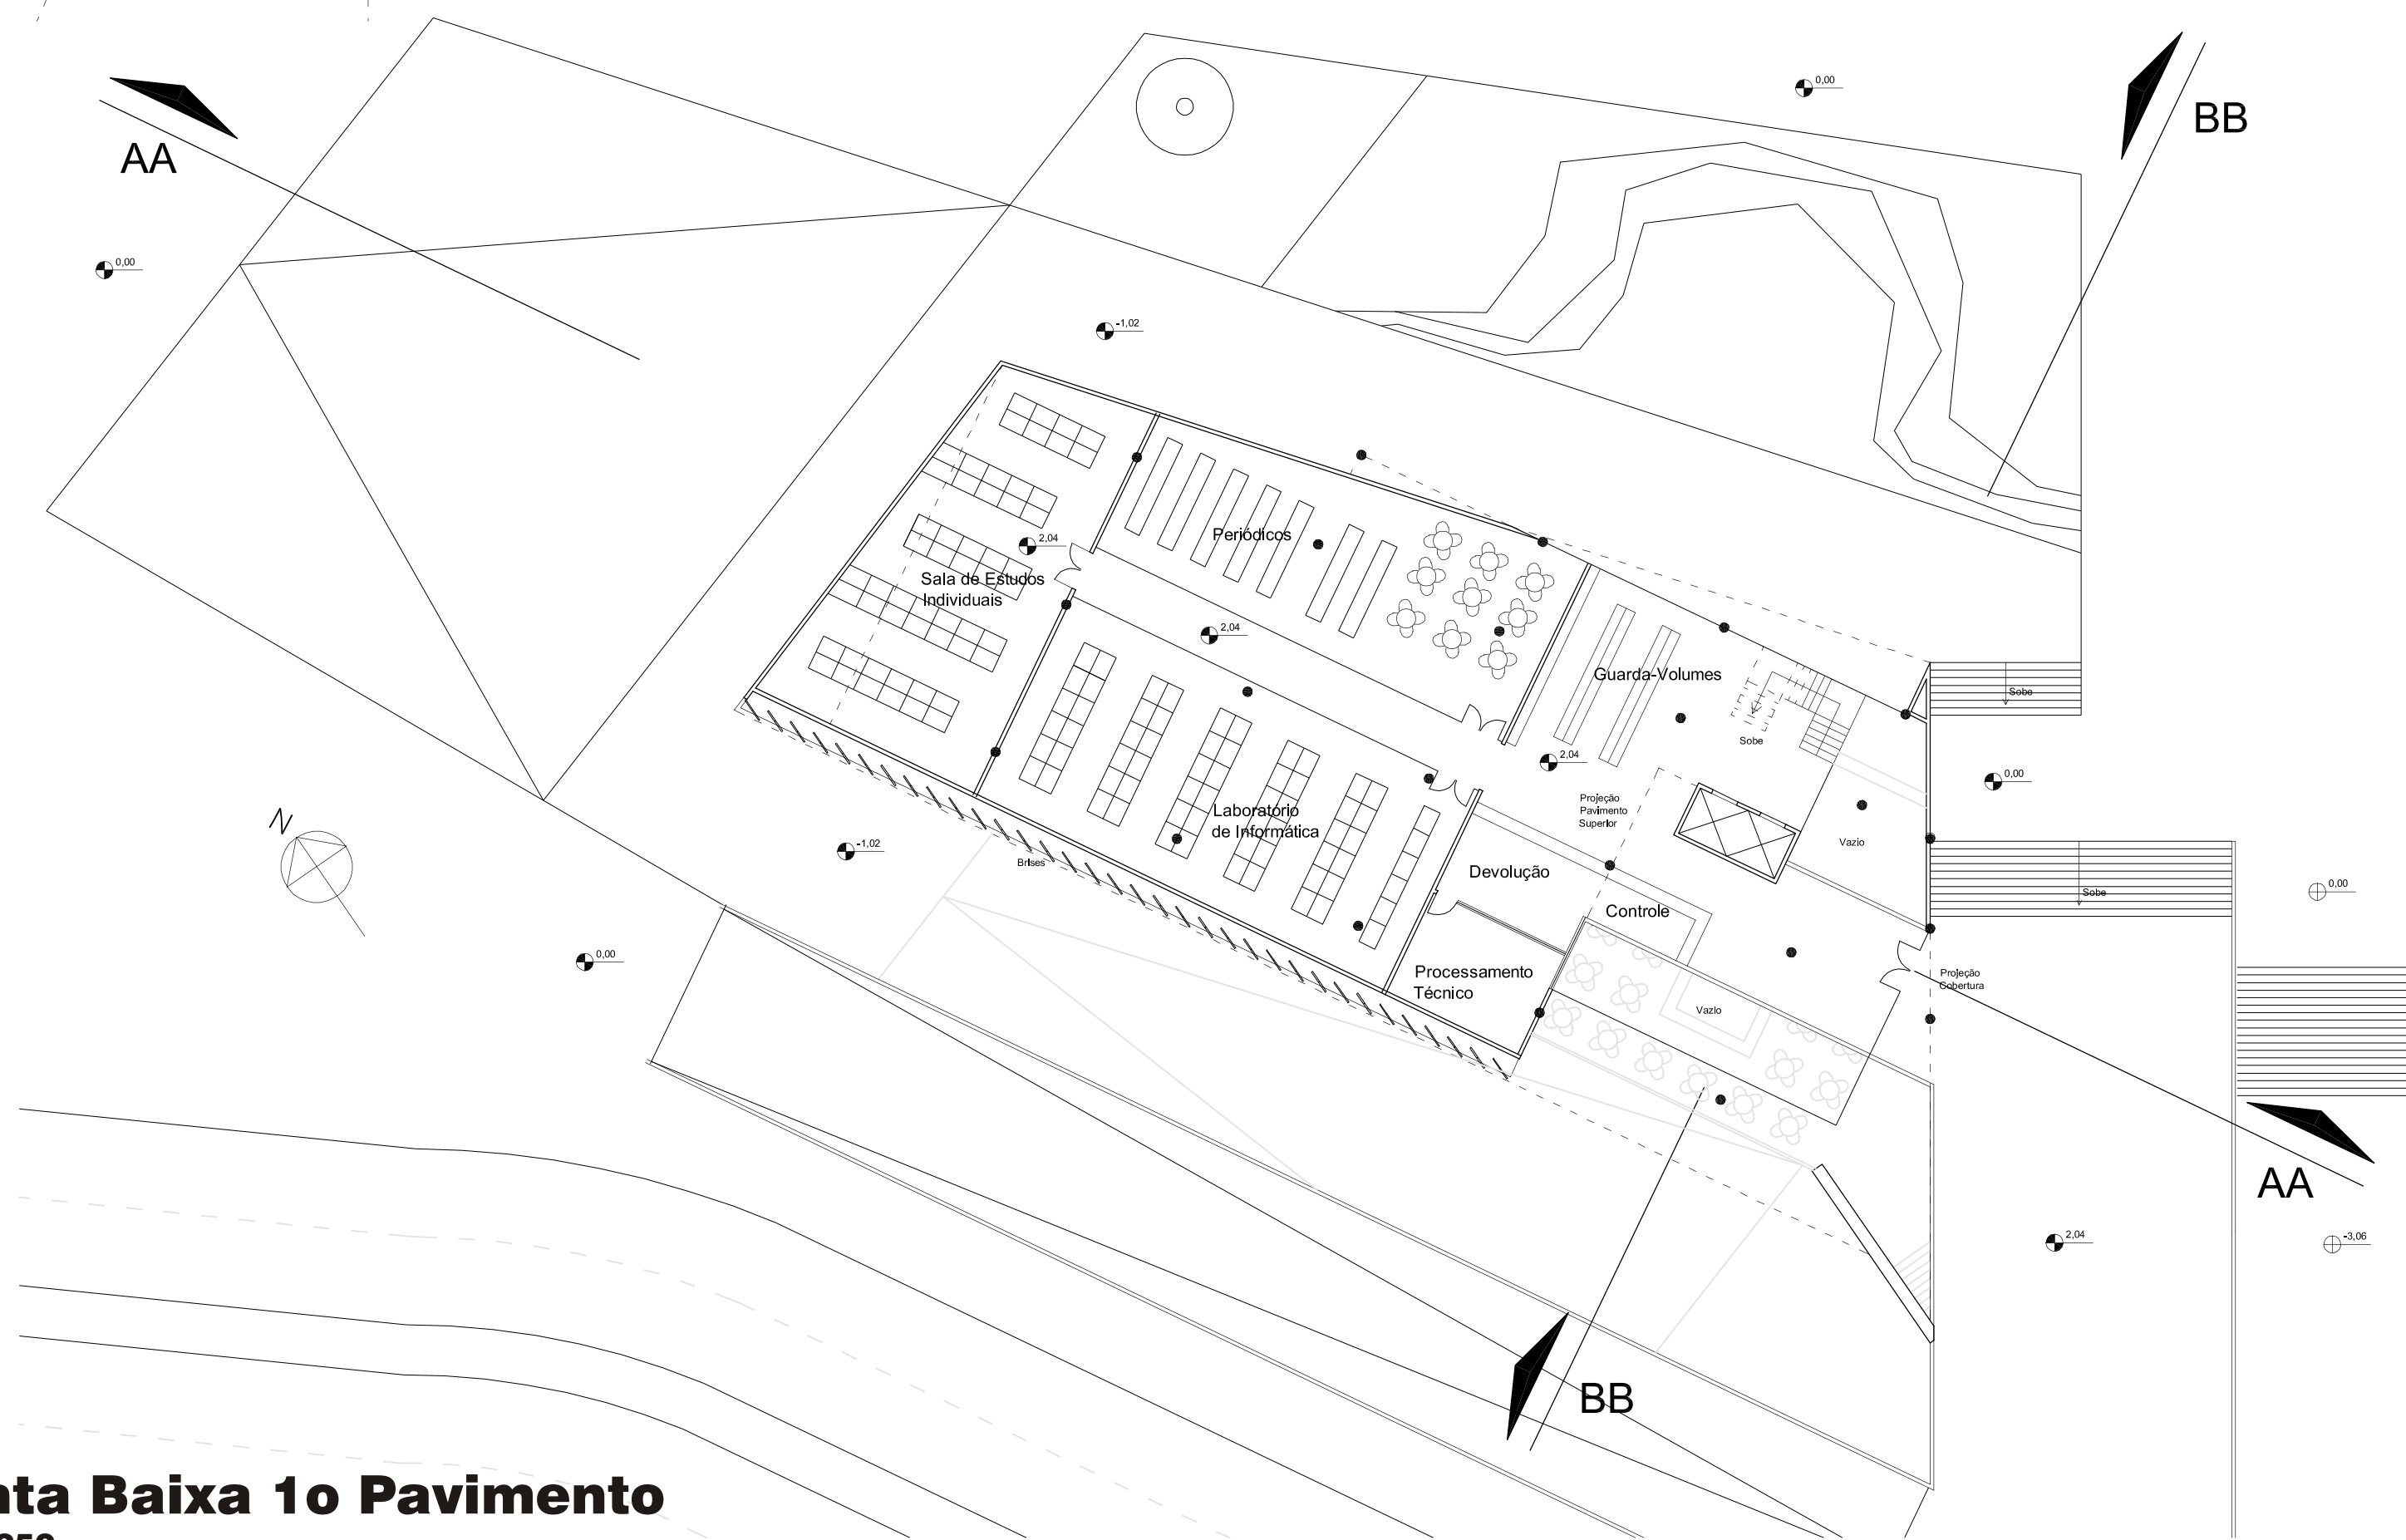 0,00
BB
AA
0,00
-1,02
2,04
Periódicos
Sala de Estudos
Individuais
2,04
Guarda-Volumes
Sobe
Sobe
2,04
0,00
Projeção
Pavimento
Superior
Laboratório
de Informática
Vazio
-1,02
Brises
Devolução
0,00
Sobe
Controle
N
0,00
Processamento
Técnico
Projeção
Cobertura
Vazio
AA
2,04
-3,06
BB
nta Baixa 1o Pavimento